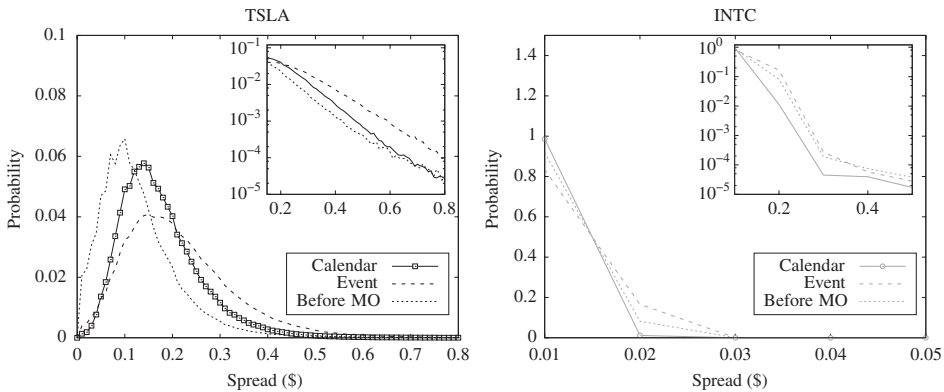 TSLA
0.1
0.08
0.06
0.04
0.02
0
Probability
0 0.1 0.2 0.3 0.4 0.5 0.6 0.7 0.8
Spread ($)
10^-1
10^-2
10^-3
10^-4
10^-5
0.2 0.4 0.6 0.8
Calendar
Event
Before MO
INTC
1.4
1.2
1
0.8
0.6
0.4
0.2
0
Probability
0.01 0.02 0.03 0.04 0.05
Spread ($)
10^0
10^-1
10^-2
10^-3
10^-4
10^-5
0.2 0.4
Calendar
Event
Before MO